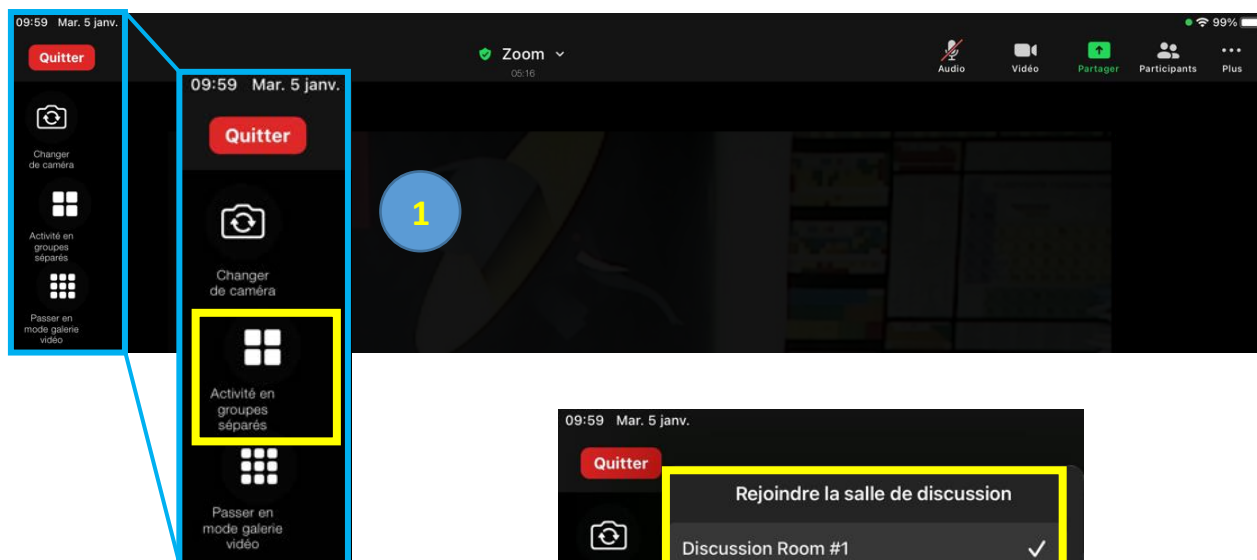 09:59 Mar. 5 janv.
99%
Quitter
Zoom
05:16
Audio
Vidéo
Partager
Participants
Plus
Changer
de caméra
Activité en
groupes
séparés
Passer en
mode galerie
vidéo
09:59 Mar. 5 janv.
Quitter
Changer
de caméra
Activité en
groupes
séparés
Passer en
mode galerie
vidéo
1
09:59 Mar. 5 janv.
Quitter
Rejoindre la salle de discussion
Discussion Room #1